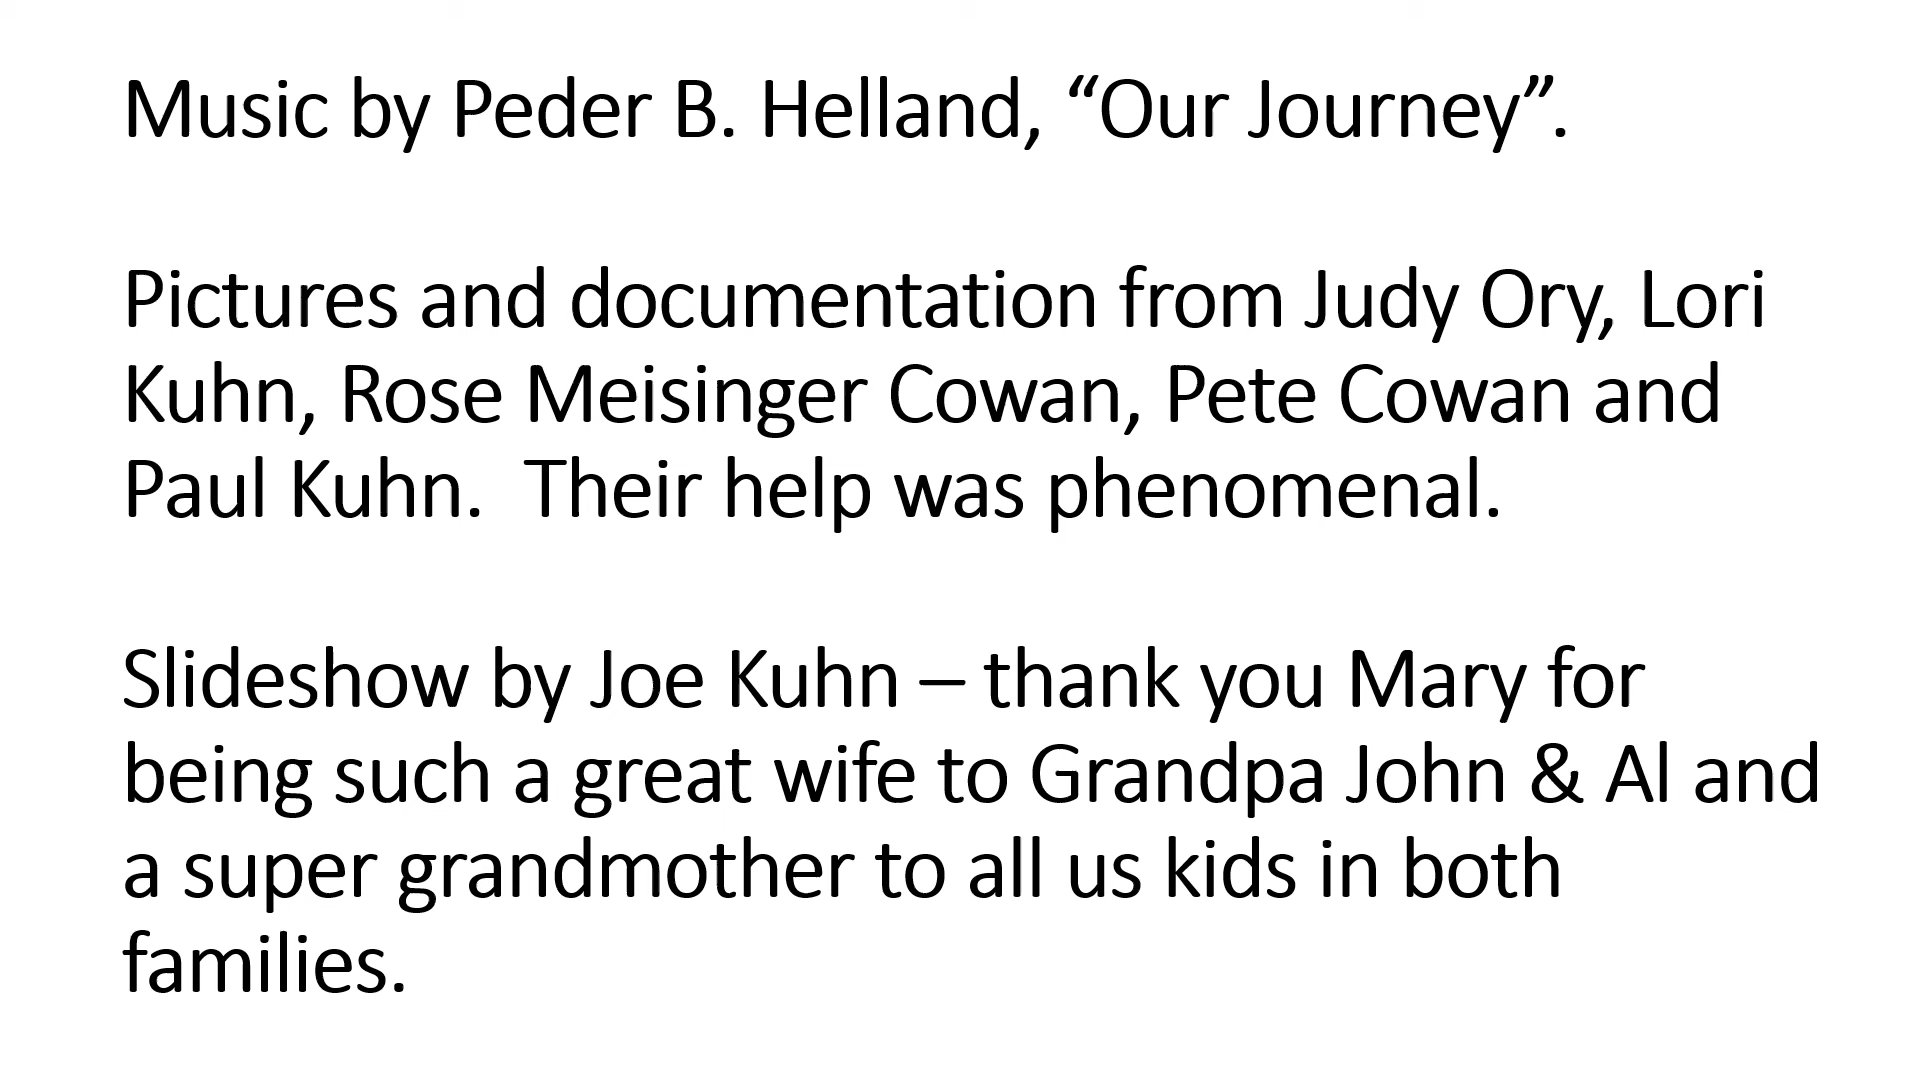 Music by Peder B. Helland, “Our Journey”.
Pictures and documentation from Judy Ory, Lori
Kuhn, Rose Meisinger Cowan, Pete Cowan and
Paul Kuhn.  Their help was phenomenal.
Slideshow by Joe Kuhn – thank you Mary for
being such a great wife to Grandpa John & Al and
a super grandmother to all us kids in both
families.